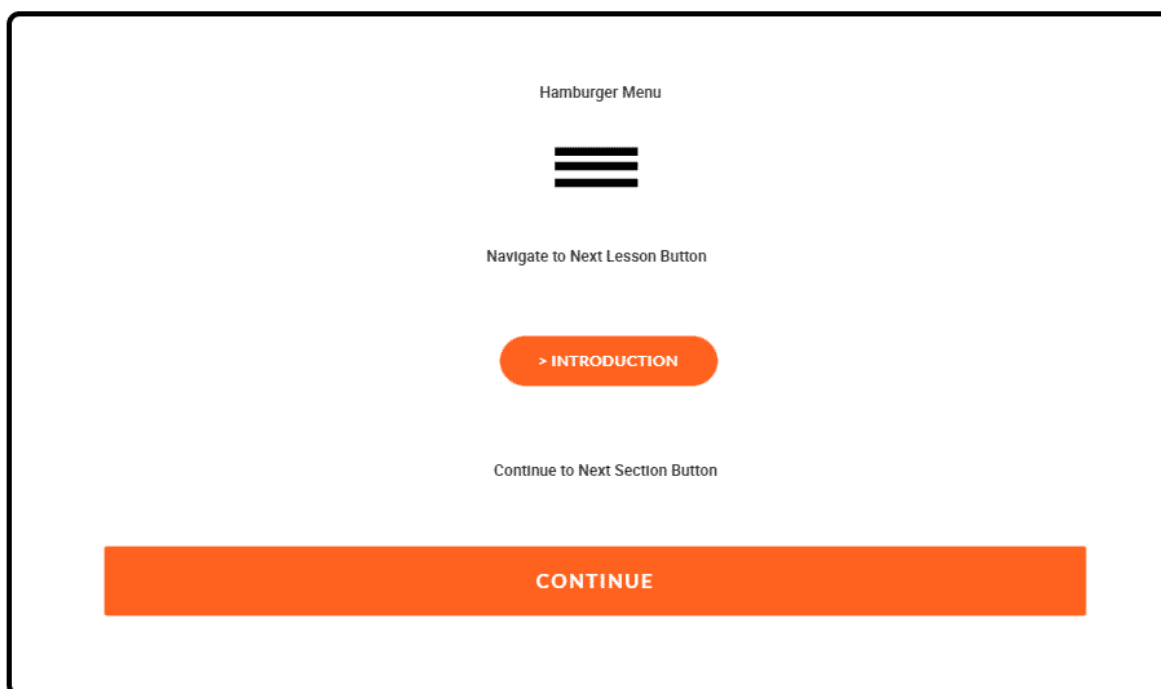 Hamburger Menu
Navigate to Next Lesson Button
> INTRODUCTION
Continue to Next Section Button
CONTINUE